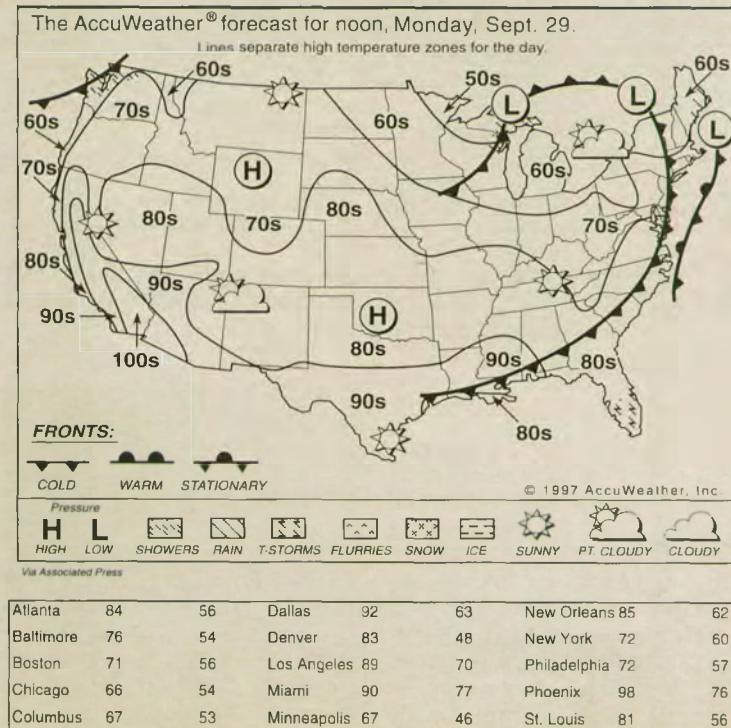 The AccuWeather® forecast for noon, Monday, Sept. 29.
Lines separate high temperature zones for the day.
60s
70s
60s
50s
60s
60s
70s
H
60s
L
L
L
60s
80s
70s
80s
70s
80s
90s
90s
100s
H
80s
90s
90s
80s
80s
FRONTS:
COLD WARM STATIONARY
© 1997 AccuWeather, Inc.
Pressure
H L
HIGH LOW SHOWERS RAIN T-STORMS FLURRIES SNOW ICE SUNNY PT. CLOUDY CLOUDY
Via Associated Press
Atlanta 84 56 Dallas 92 63 New Orleans 85 62
Baltimore 76 54 Denver 83 48 New York 72 60
Boston 71 56 Los Angeles 89 70 Philadelphia 72 57
Chicago 66 54 Miami 90 77 Phoenix 98 76
Columbus 67 53 Minneapolis 67 46 St. Louis 81 56